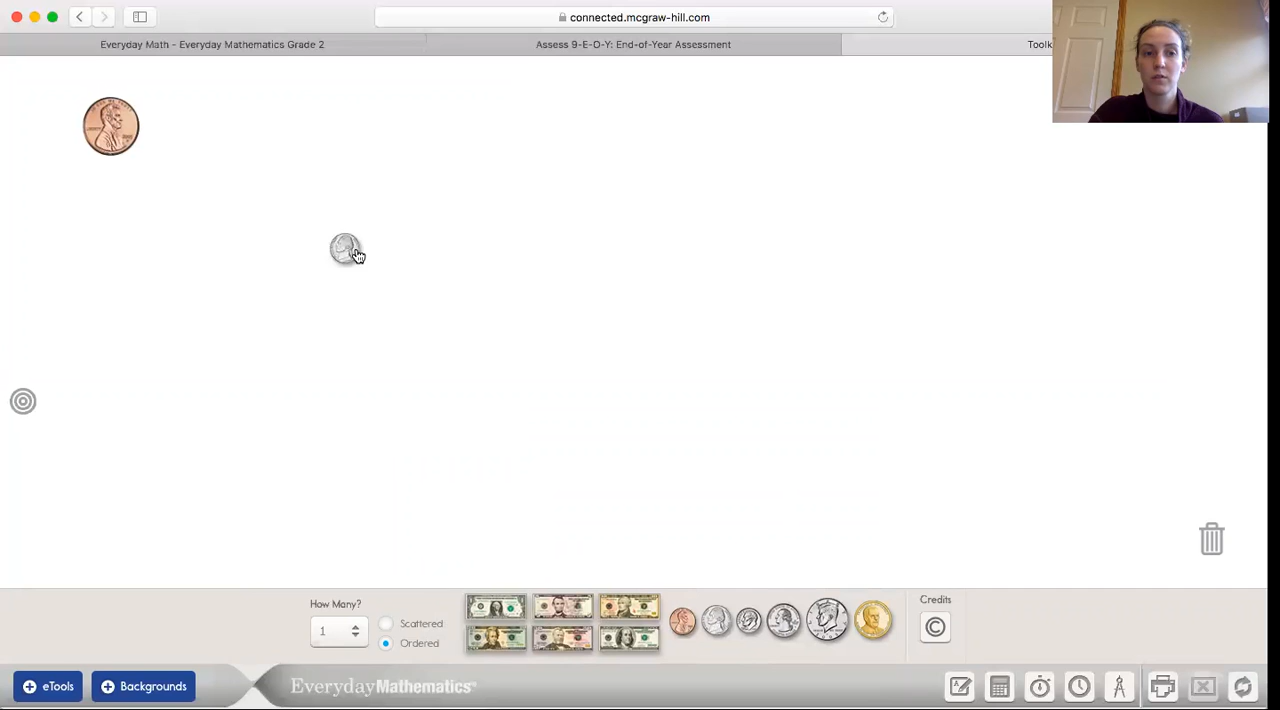 connected.mcgraw-hill.com
Everyday Math - Everyday Mathematics Grade 2
Assess 9-E-O-Y: End-of-Year Assessment
Toolk
How Many?
1
Scattered
Ordered
Credits
©
eTools
Backgrounds
EverydayMathematics